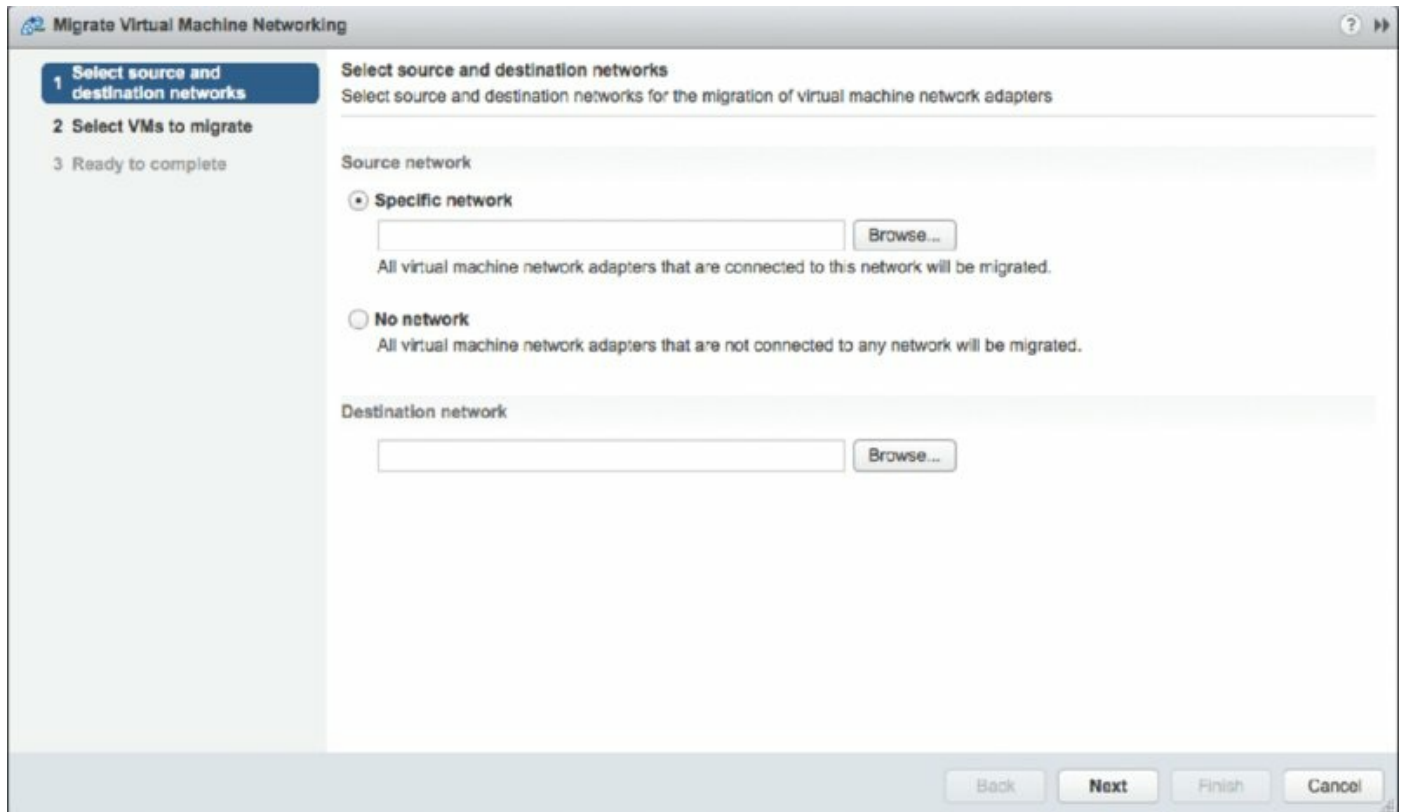 Migrate Virtual Machine Networking
?
1 Select source and
destination networks
2 Select VMs to migrate
3 Ready to complete
Select source and destination networks
Select source and destination networks for the migration of virtual machine network adapters
Source network
Specific network
Browse...
All virtual machine network adapters that are connected to this network will be migrated.
No network
All virtual machine network adapters that are not connected to any network will be migrated.
Destination network
Browse...
Back Next Finish Cancel